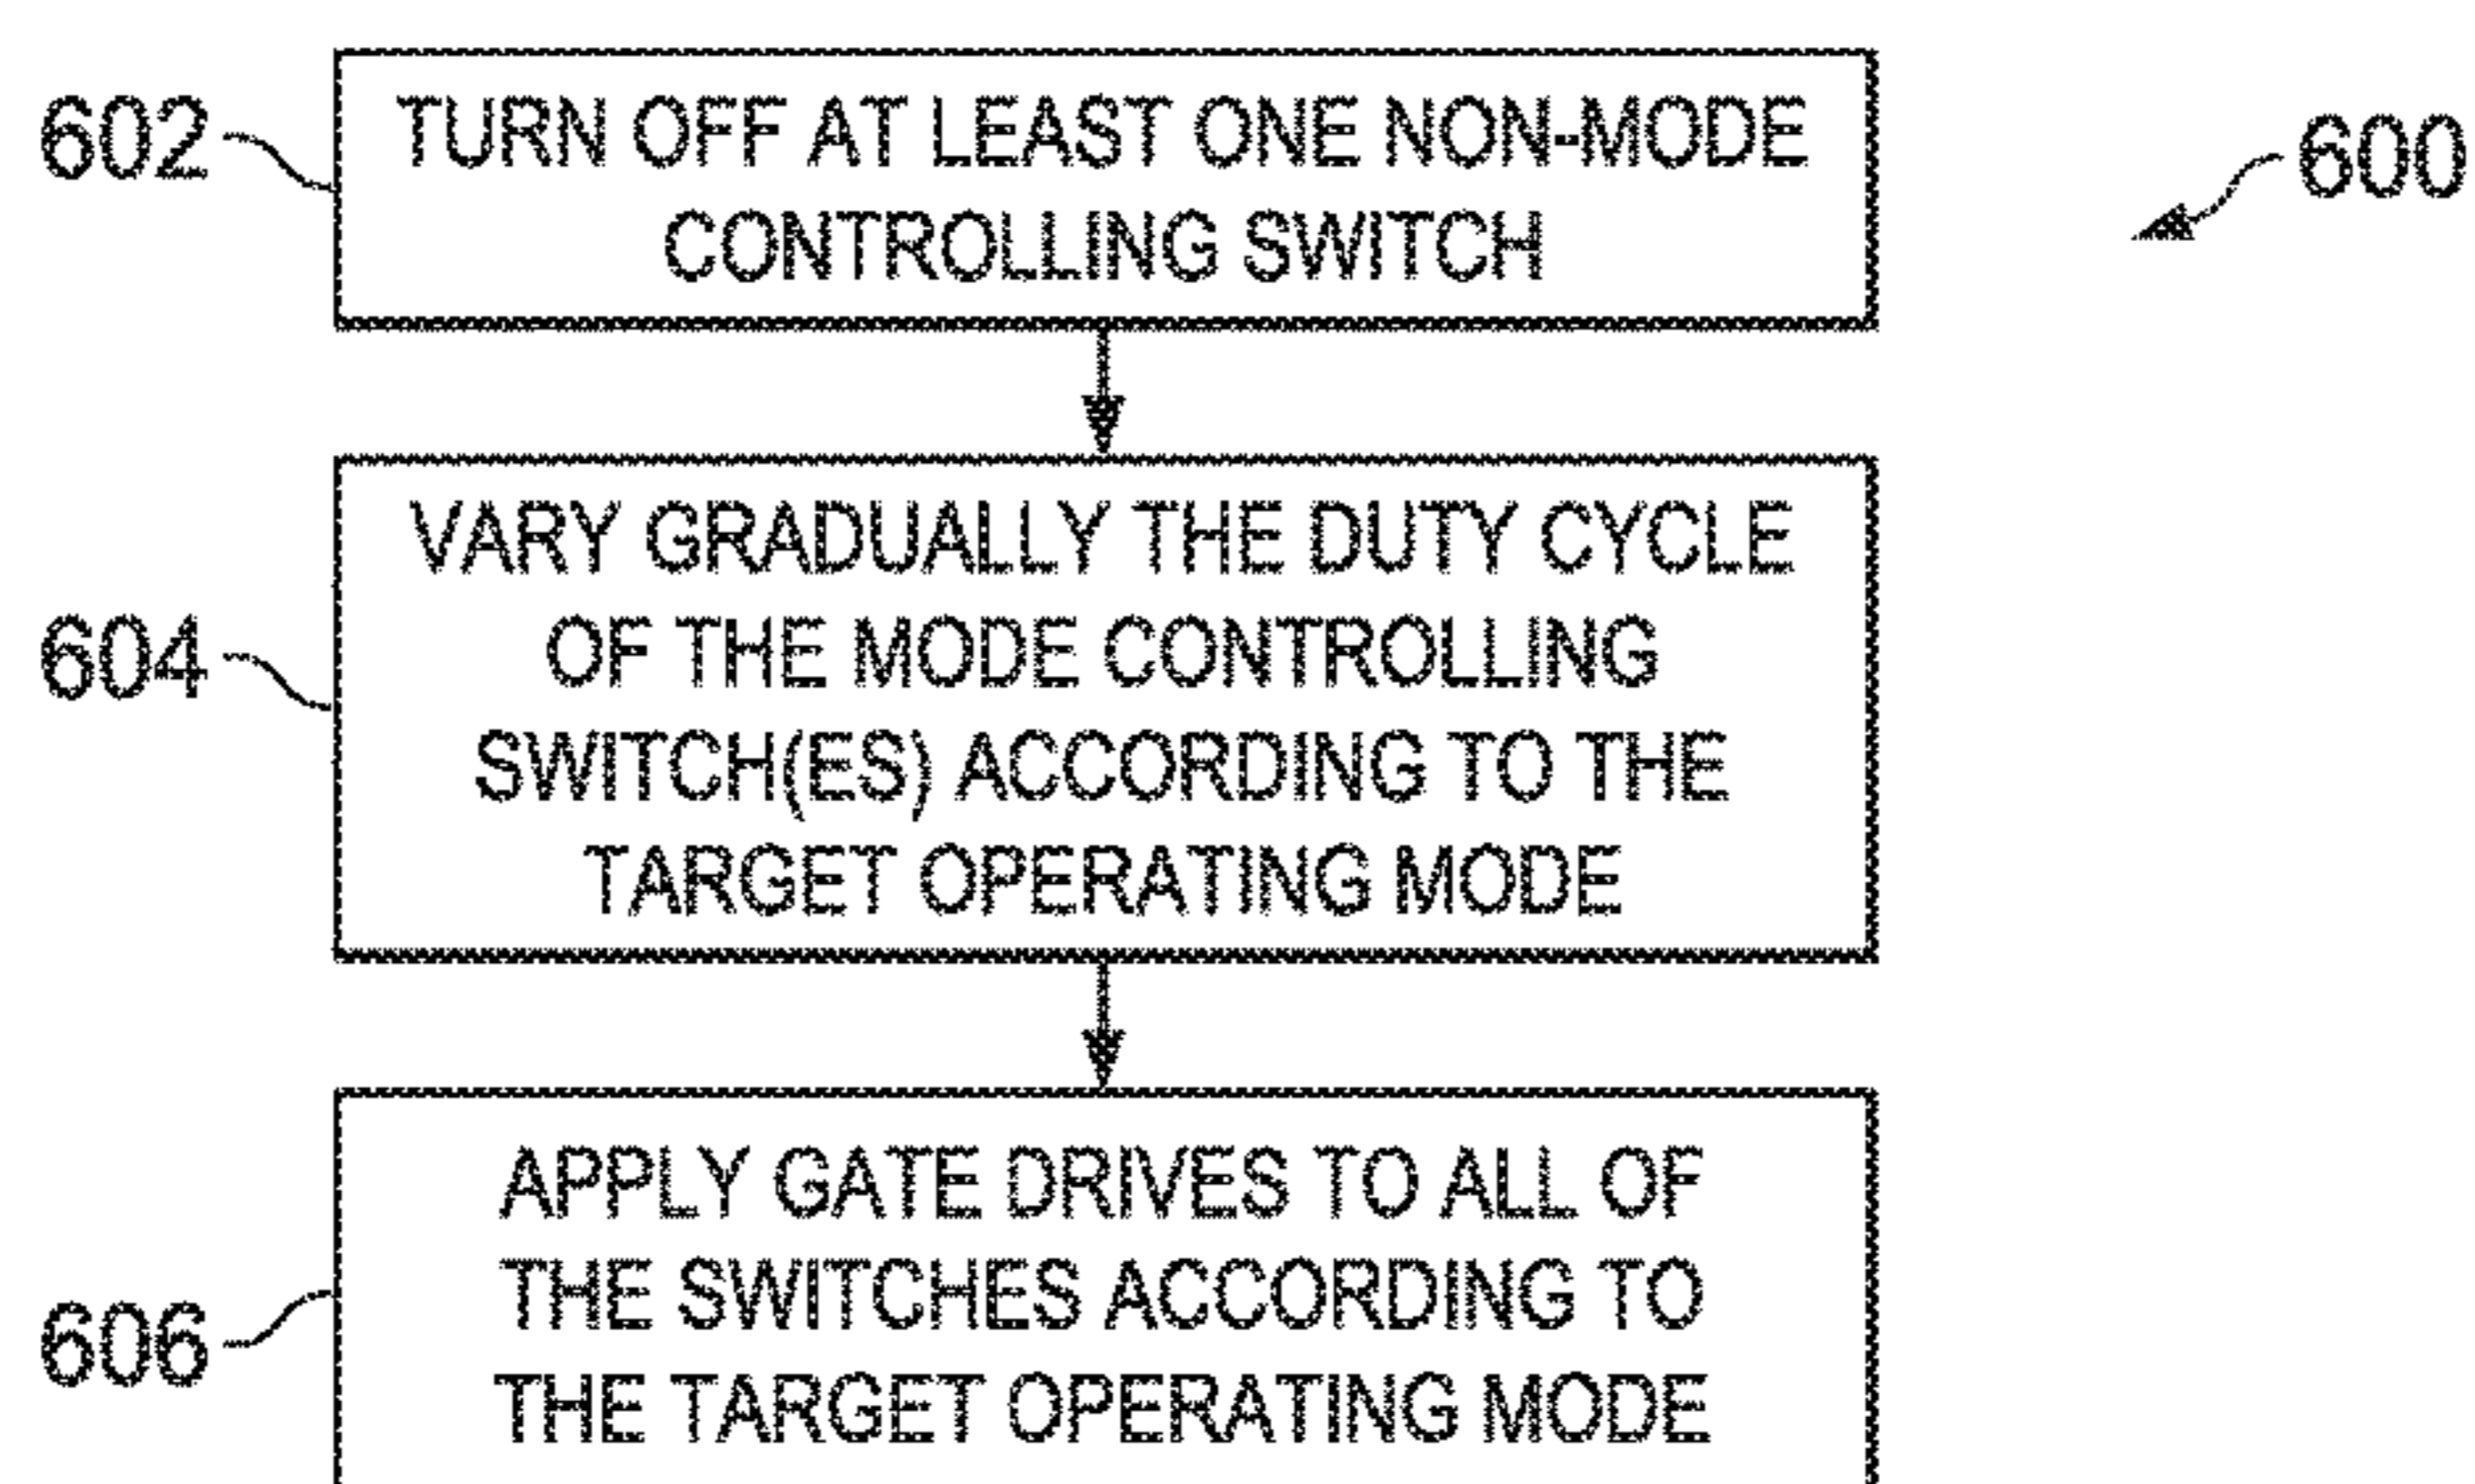 602
TURN OFF AT LEAST ONE NON-MODE
CONTROLLING SWITCH
600
604
VARY GRADUALLY THE DUTY CYCLE
OF THE MODE CONTROLLING
SWITCH(ES) ACCORDING TO THE
TARGET OPERATING MODE
606
APPLY GATE DRIVES TO ALL OF
THE SWITCHES ACCORDING TO
THE TARGET OPERATING MODE